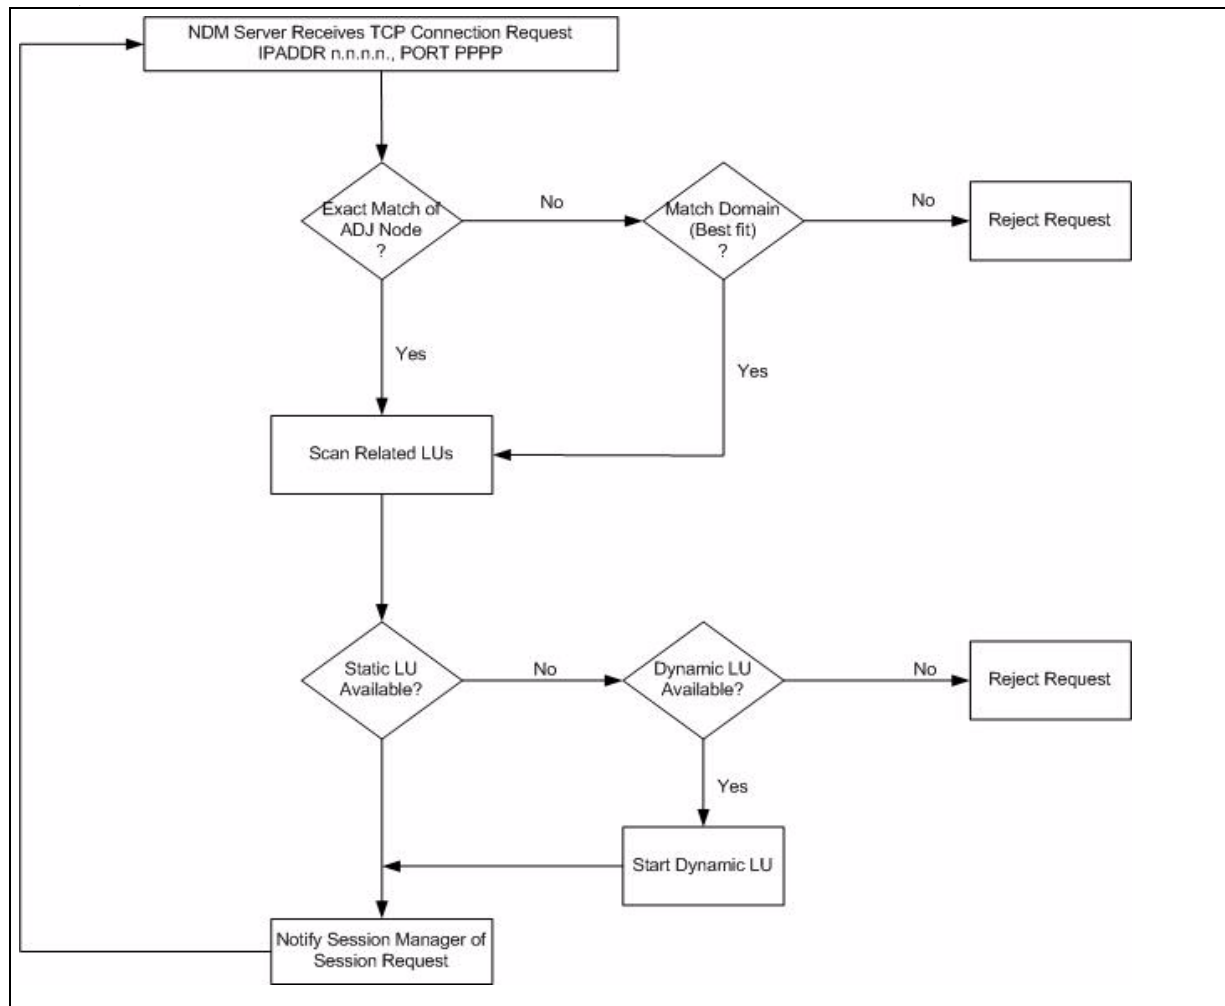 NDM Server Receives TCP Connection Request
IPADDR n.n.n.n., PORT PPPP
Exact Match of
ADJ Node
?
No
Match Domain
(Best fit)
?
No
Reject Request
Yes
Yes
Scan Related LUs
Static LU
Available?
No
Dynamic LU
Available?
No
Reject Request
Yes
Start Dynamic LU
Notify Session Manager of
Session Request